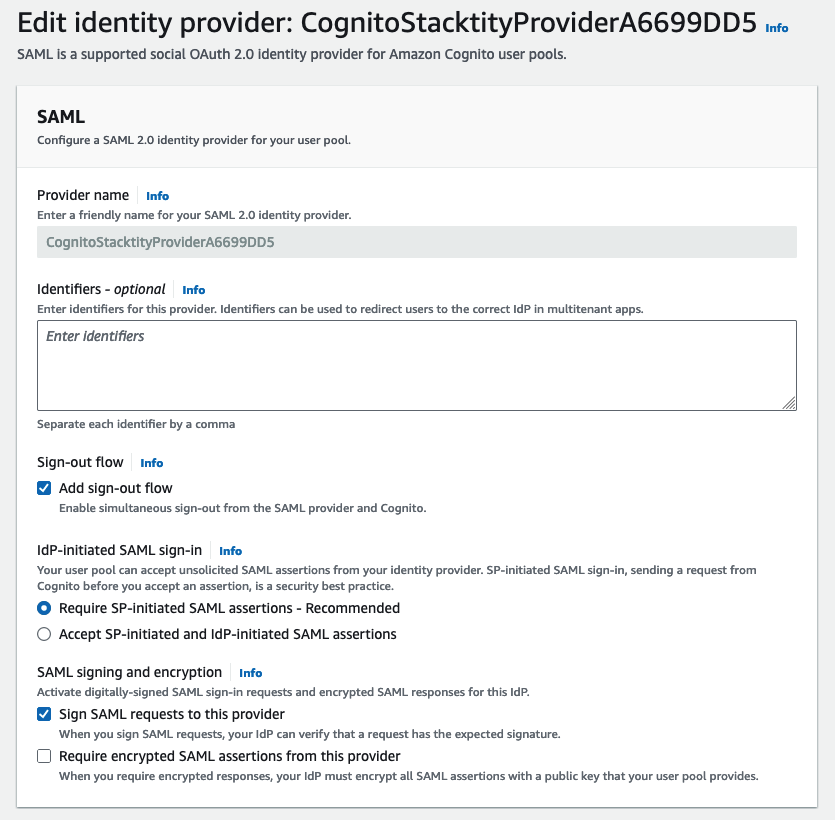 Edit identity provider: CognitoStacktityProviderA6699DD5 Info
SAML is a supported social OAuth 2.0 identity provider for Amazon Cognito user pools.
SAML
Configure a SAML 2.0 identity provider for your user pool.
Provider name Info
Enter a friendly name for your SAML 2.0 identity provider.
CognitoStacktityProviderA6699DD5
Identifiers - optional Info
Enter identifiers for this provider. Identifiers can be used to redirect users to the correct IdP in multitenant apps.
Enter identifiers
Separate each identifier by a comma
Sign-out flow Info
Add sign-out flow
Enable simultaneous sign-out from the SAML provider and Cognito.
IdP-initiated SAML sign-in Info
Your user pool can accept unsolicited SAML assertions from your identity provider. SP-initiated SAML sign-in, sending a request from
Cognito before you accept an assertion, is a security best practice.
Require SP-initiated SAML assertions - Recommended
Accept SP-initiated and IdP-initiated SAML assertions
SAML signing and encryption Info
Activate digitally-signed SAML sign-in requests and encrypted SAML responses for this IdP.
Sign SAML requests to this provider
When you sign SAML requests, your IdP can verify that a request has the expected signature.
Require encrypted SAML assertions from this provider
When you require encrypted responses, your IdP must encrypt all SAML assertions with a public key that your user pool provides.